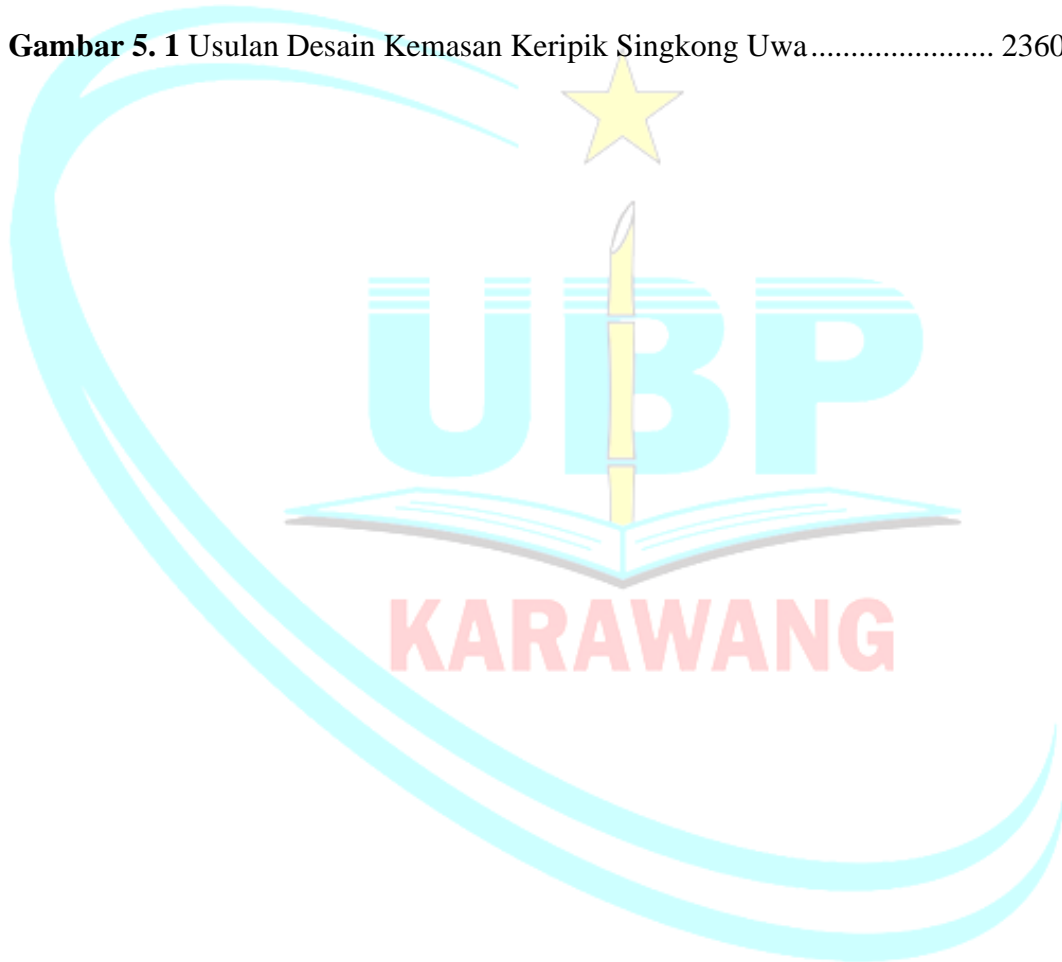 Gambar 5. 1 Usulan Desain Kemasan Keripik Singkong Uwa....................... 2360
UBP
KARAWANG